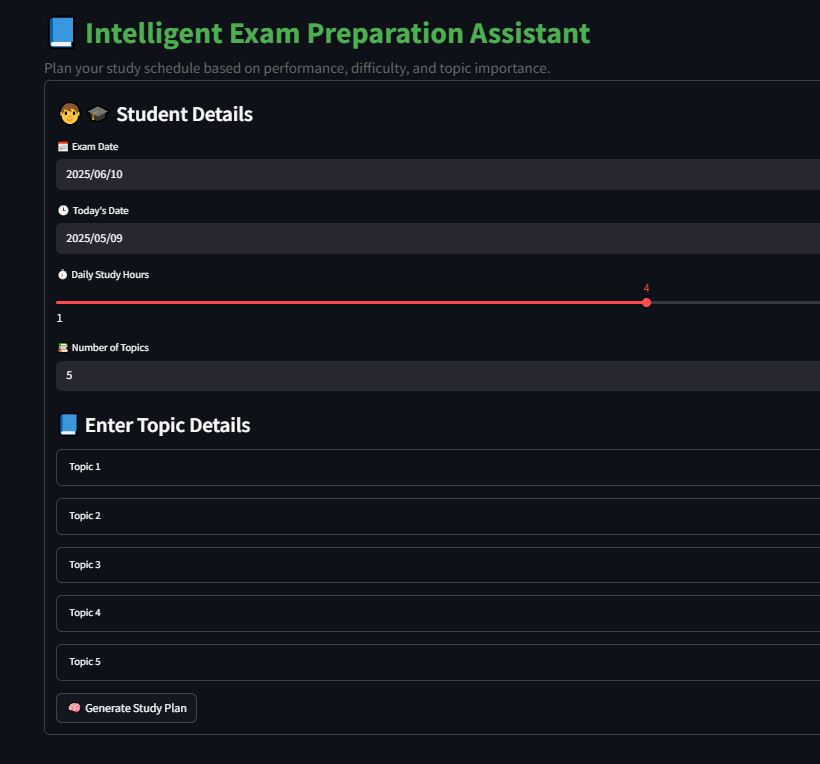 Intelligent Exam Preparation Assistant
Plan your study schedule based on performance, difficulty, and topic importance.
Student Details
Exam Date
2025/06/10
Today's Date
2025/05/09
Daily Study Hours
4
1
Number of Topics
5
Enter Topic Details
Topic 1
Topic 2
Topic 3
Topic 4
Topic 5
Generate Study Plan